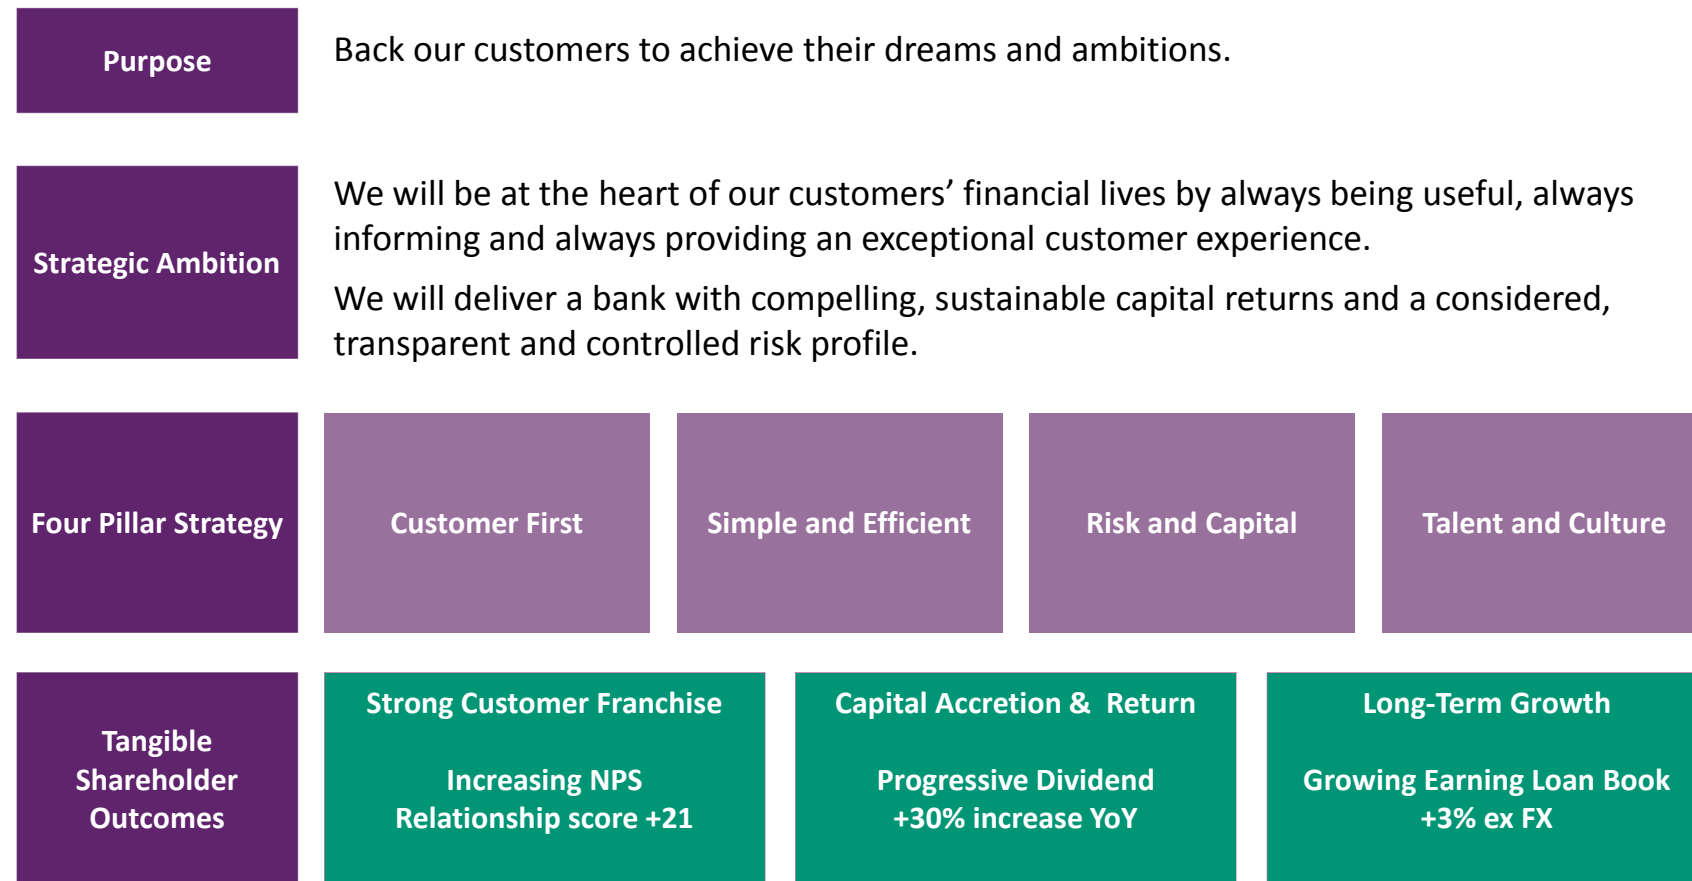 Purpose
Back our customers to achieve their dreams and ambitions.
Strategic Ambition
We will be at the heart of our customers’ financial lives by always being useful, always
informing and always providing an exceptional customer experience.
We will deliver a bank with compelling, sustainable capital returns and a considered,
transparent and controlled risk profile.
Four Pillar Strategy
Customer First
Simple and Efficient
Risk and Capital
Talent and Culture
Tangible
Shareholder
Outcomes
Strong Customer Franchise
Increasing NPS
Relationship score +21
Capital Accretion & Return
Progressive Dividend
+30% increase YoY
Long-Term Growth
Growing Earning Loan Book
+3% ex FX